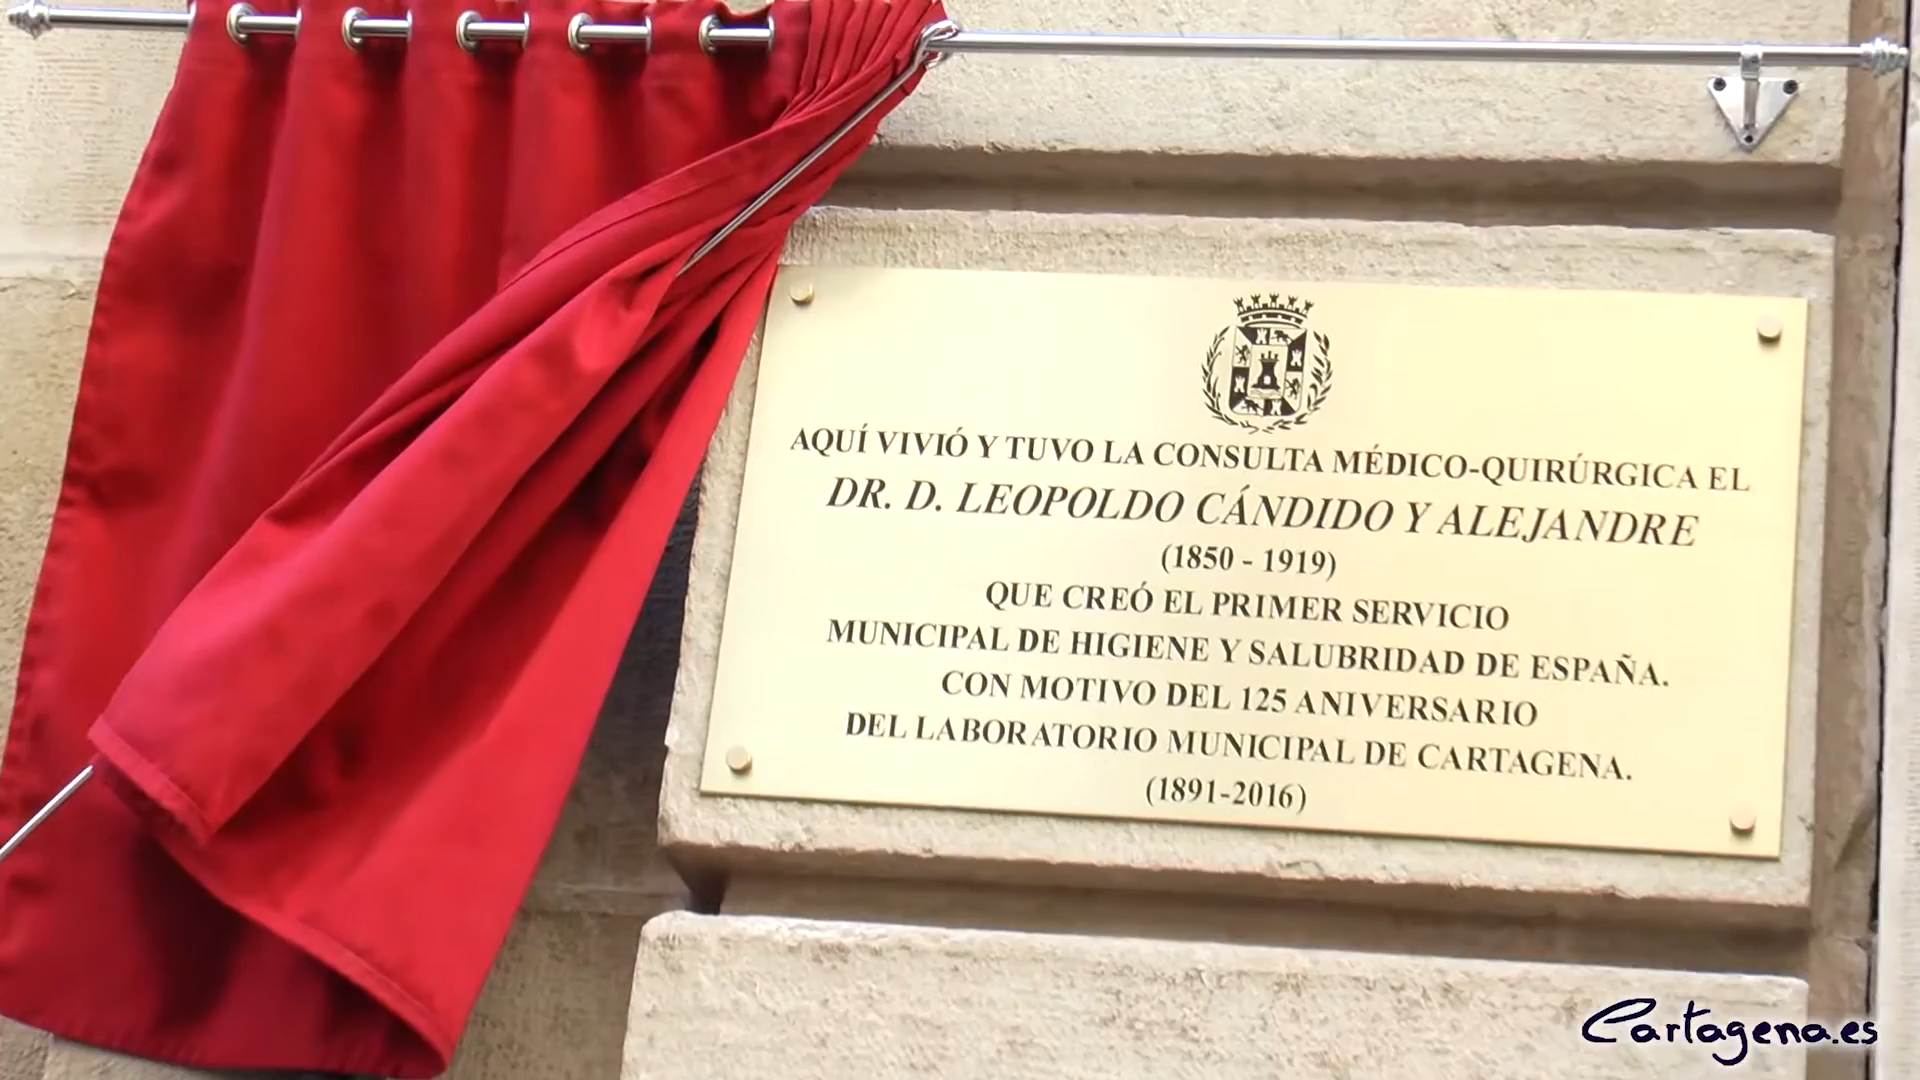 AQUÍ VIVIÓ Y TUVO LA CONSULTA MÉDICO-QUIRÚRGICA EL
DR. D. LEOPOLDO CÁNDIDO Y ALEJANDRE
(1850 - 1919)
QUE CREÓ EL PRIMER SERVICIO
MUNICIPAL DE HIGIENE Y SALUBRIDAD DE ESPAÑA.
CON MOTIVO DEL 125 ANIVERSARIO
DEL LABORATORIO MUNICIPAL DE CARTAGENA.
(1891-2016)
Cartagena.es